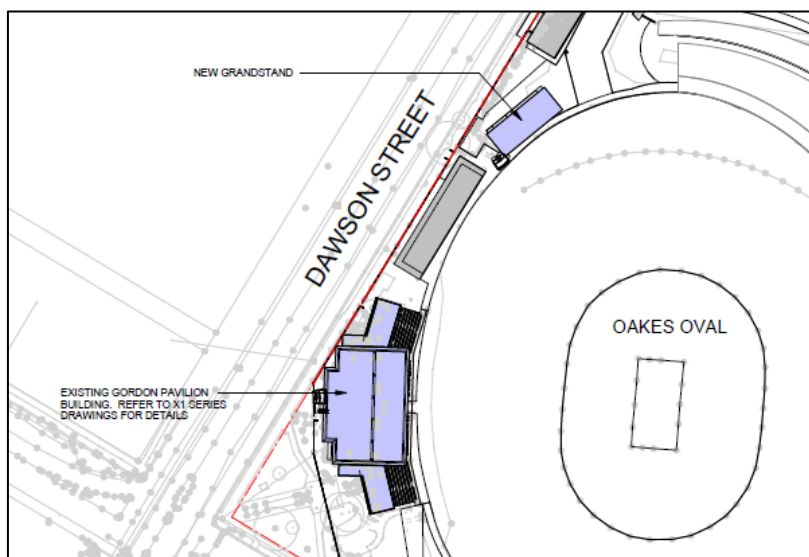 NEW GRANDSTAND
DAWSON STREET
OAKES OVAL
EXISTING GORDON PAVILION
BUILDING. REFER TO X1 SERIES
DRAWINGS FOR DETAILS